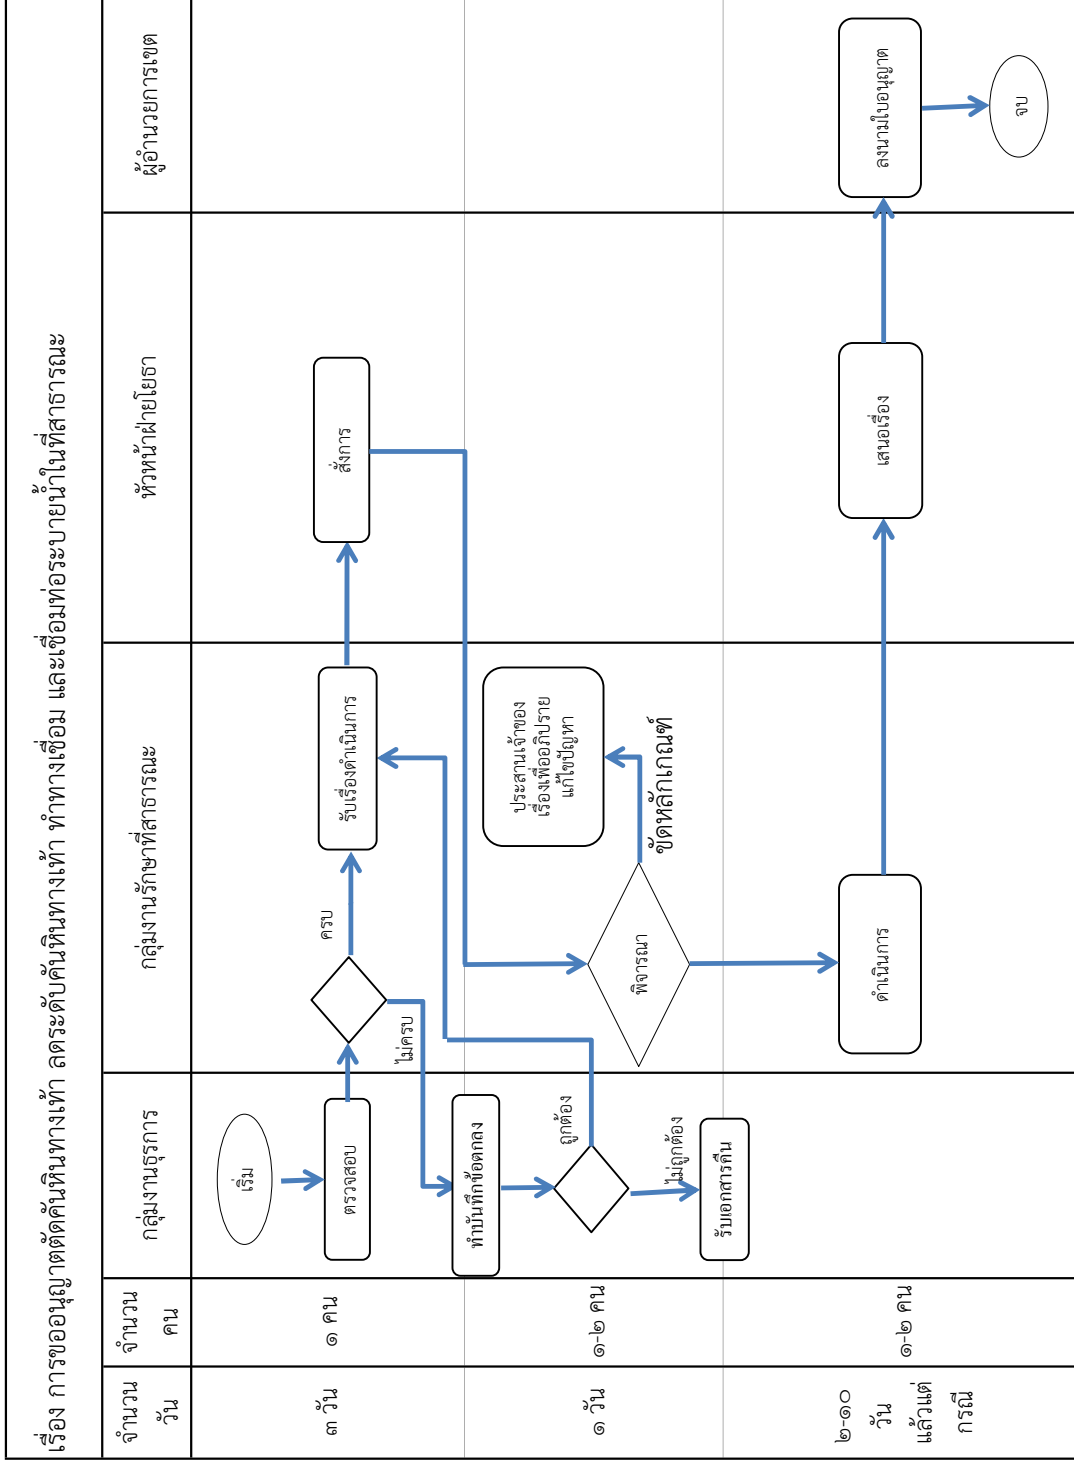 เรื่อง การขออนุญาตตัดคันหินทางเท้า ลดระดับคันหินทางเท้า ทำทางเชื่อม และเชื่อมท่อระบายน้ำในที่สาธารณะ
จำนวน
วัน
จำนวน
คน
กลุ่มงานธุรการ
กลุ่มงานรักษาที่สาธารณะ
หัวหน้าฝ่ายโยธา
ผู้อำนวยการเขต
๓ วัน
๑ คน
เริ่ม
ตรวจสอบ
ครบ
ไม่ครบ
รับเรื่องดำเนินการ
สั่งการ
๑ วัน
๑-๒ คน
ทำบันทึกข้อตกลง
ถูกต้อง
ไม่ถูกต้อง
รับเอกสารคืน
พิจารณา
ขัดหลักเกณฑ์
ประสานเจ้าของ
เรื่องเพื่ออภิปราย
แก้ไขปัญหา
๒-๑๐
วัน
แล้วแต่
กรณี
๑-๒ คน
ดำเนินการ
เสนอเรื่อง
ลงนามใบอนุญาต
จบ